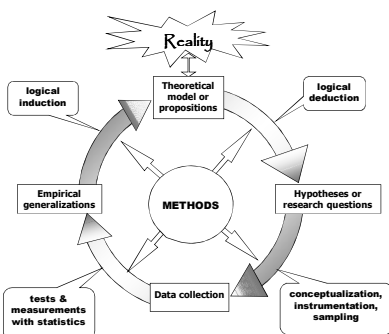 Reality
logical
induction
Theoretical
model or
propositions
logical
deduction
Empirical
generalizations
METHODS
Hypotheses or
research questions
tests &
measurements
with statistics
Data collection
conceptualization,
instrumentation,
sampling